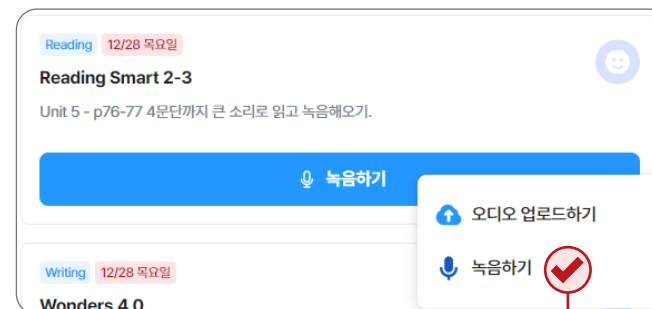 Reading 12/28 목요일
Reading Smart 2-3
Unit 5 - p76-77 4문단까지 큰 소리로 읽고 녹음해오기.
녹음하기
오디오 업로드하기
녹음하기
Writing 12/28 목요일
Wonders 4.0